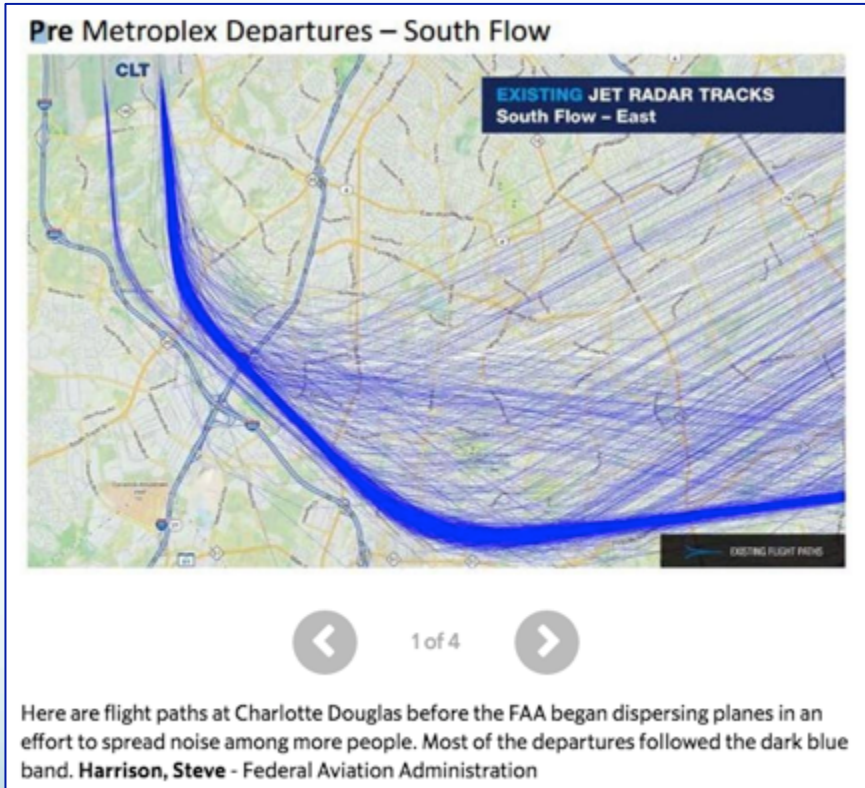 Pre Metroplex Departures – South Flow
CLT
EXISTING JET RADAR TRACKS
South Flow – East
EXISTING FLIGHT PATHS
1 of 4
Here are flight paths at Charlotte Douglas before the FAA began dispersing planes in an
effort to spread noise among more people. Most of the departures followed the dark blue
band. Harrison, Steve - Federal Aviation Administration